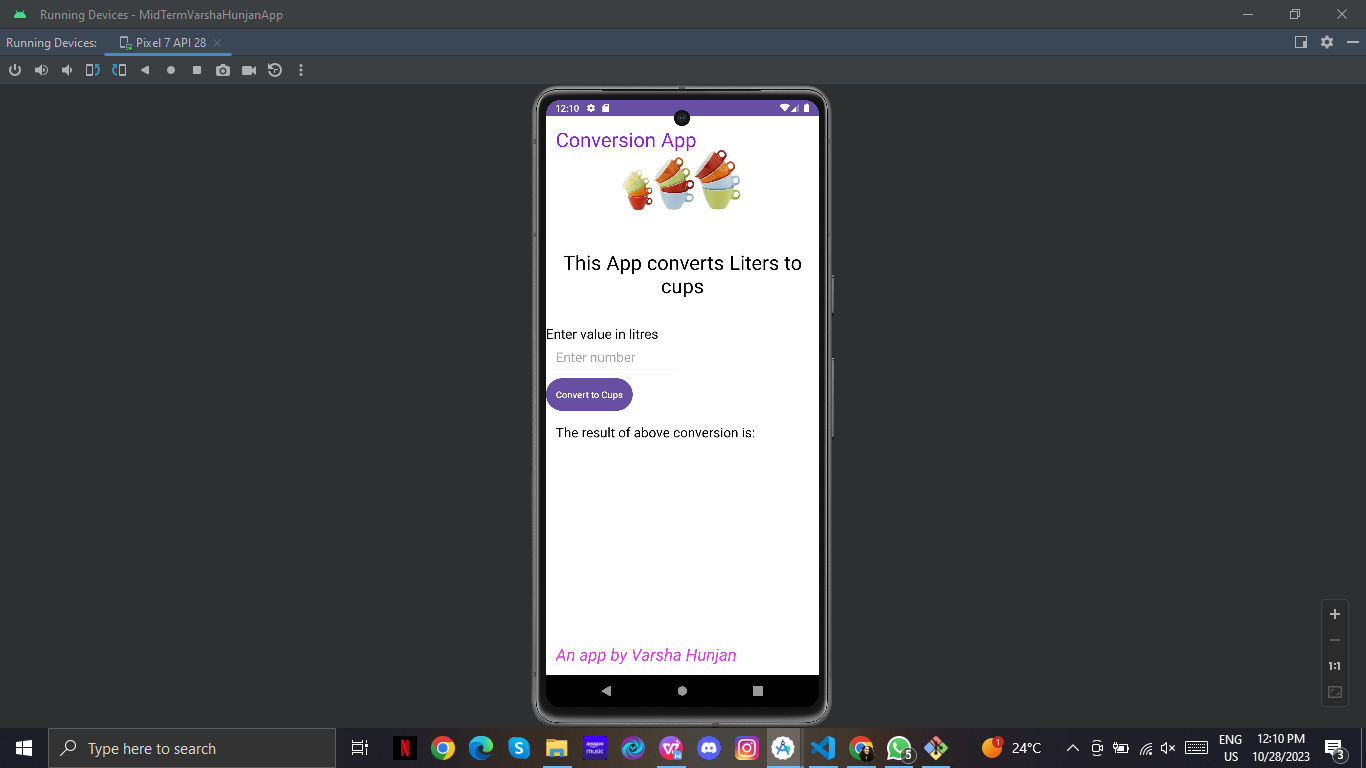 Running Devices - MidTermVarshaHunjanApp
Running Devices:
Pixel 7 API 28
12:10
Conversion App
This App converts Liters to
cups
Enter value in litres
Enter number
Convert to Cups
The result of above conversion is:
An app by Varsha Hunjan
1:1
Type here to search
N
S
amazon
music
W
5
1
24°C
ENG
US
12:10 PM
10/28/2023
3